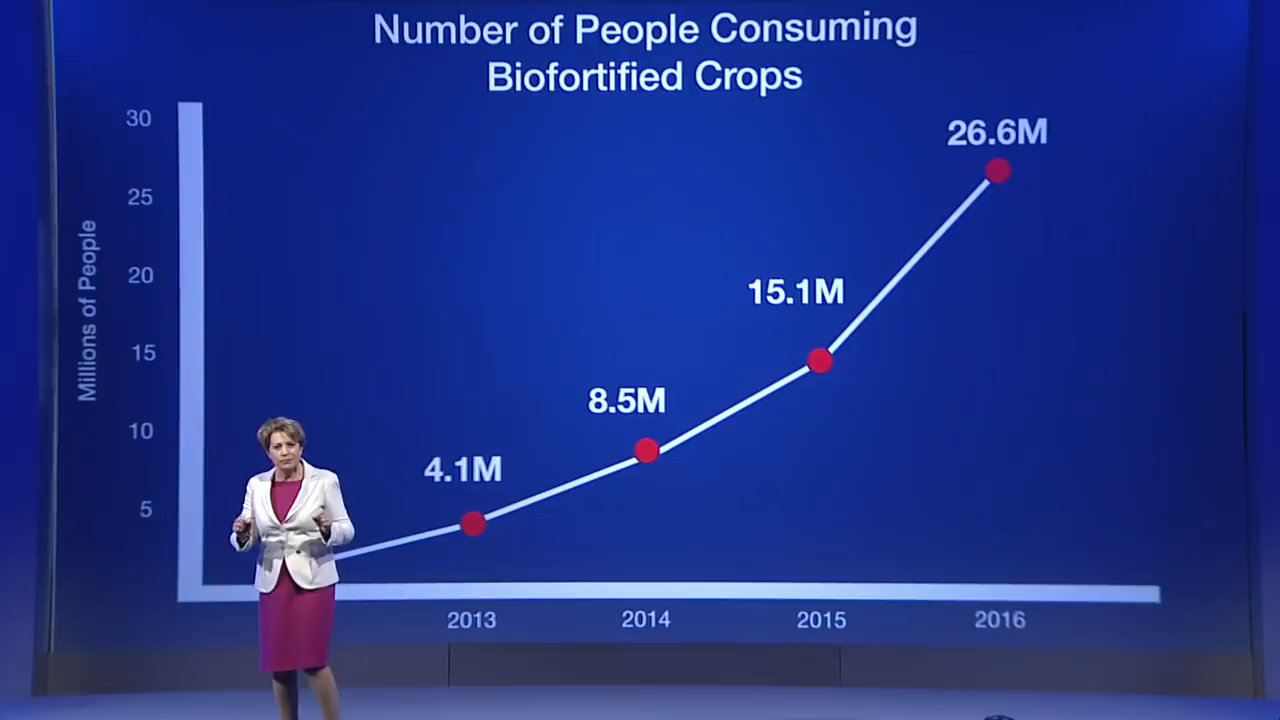 Number of People Consuming
Biofortified Crops
30
25
20
15
10
5
Millions of People
4.1M
8.5M
15.1M
26.6M
2013
2014
2015
2016